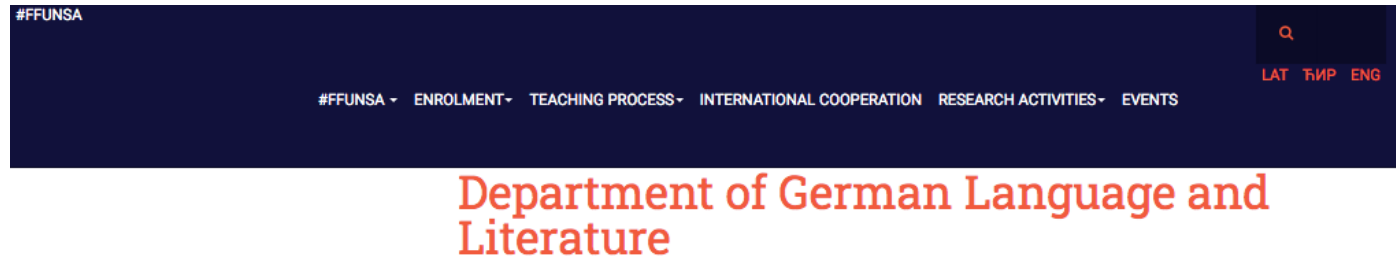 #FFUNSA
LAT ЋИР ENG
#FFUNSA ENROLMENT TEACHING PROCESS INTERNATIONAL COOPERATION RESEARCH ACTIVITIES EVENTS
Department of German Language and
Literature